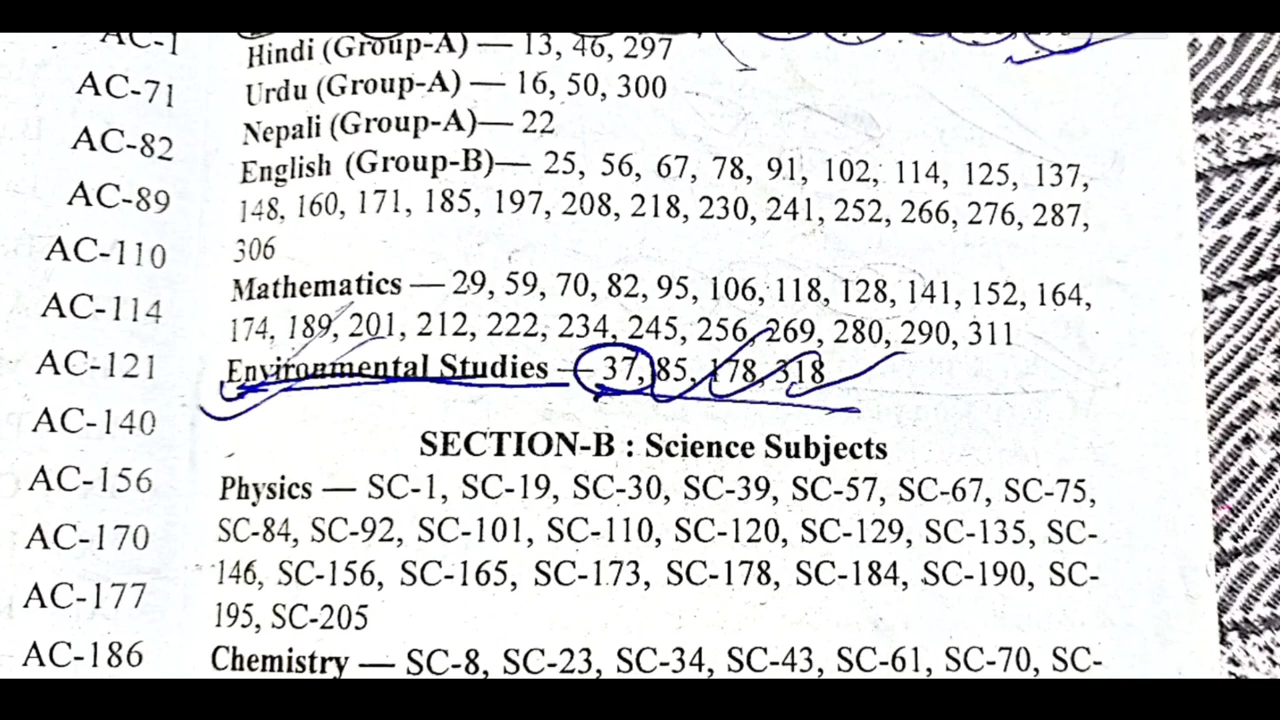 AC-1
AC-71
AC-82
AC-89
AC-110
AC-114
AC-121
AC-140
AC-156
AC-170
AC-177
AC-186
Hindi (Group-A) — 13, 46, 297
Urdu (Group-A) — 16, 50, 300
Nepali (Group-A)— 22
English (Group-B)— 25, 56, 67, 78, 91, 102, 114, 125, 137,
148, 160, 171, 185, 197, 208, 218, 230, 241, 252, 266, 276, 287,
306
Mathematics — 29, 59, 70, 82, 95, 106, 118, 128, 141, 152, 164,
174, 189, 201, 212, 222, 234, 245, 256, 269, 280, 290, 311
Environmental Studies — 37, 85, 178, 318
SECTION-B : Science Subjects
Physics — SC-1, SC-19, SC-30, SC-39, SC-57, SC-67, SC-75,
SC-84, SC-92, SC-101, SC-110, SC-120, SC-129, SC-135, SC-
146, SC-156, SC-165, SC-173, SC-178, SC-184, SC-190, SC-
195, SC-205
Chemistry — SC-8, SC-23, SC-34, SC-43, SC-61, SC-70, SC-